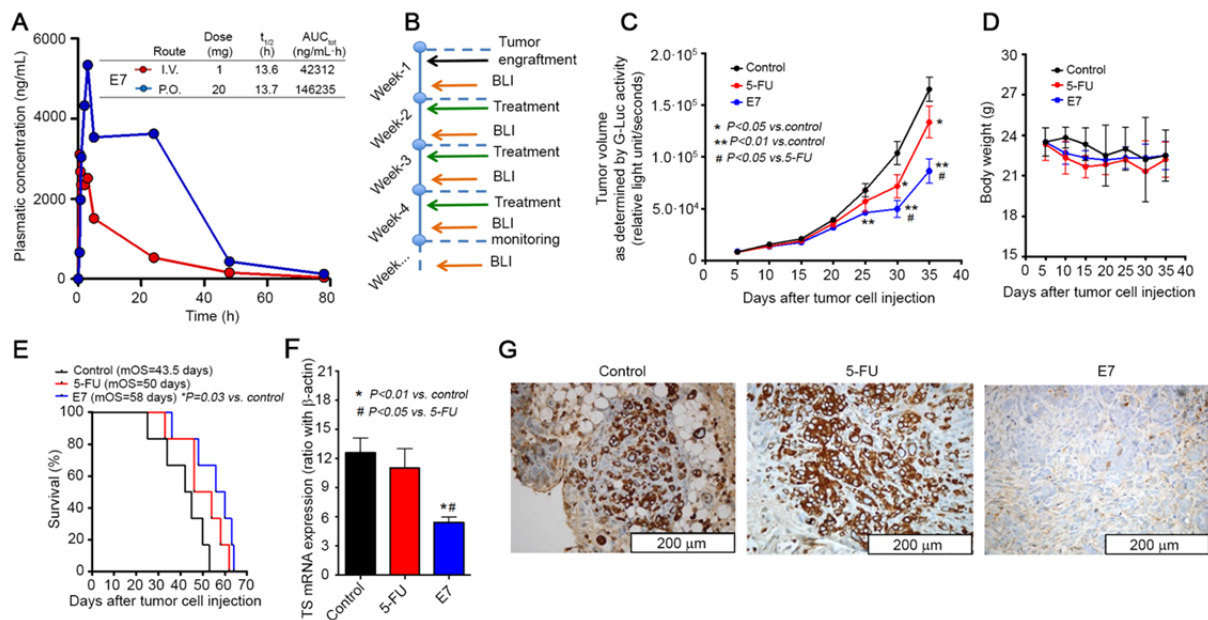 A
Plasmatic concentration (ng/mL)
6000
4000
2000
0
0 20 40 60 80
Time (h)
Route Dose (mg) t1/2 (h) AUCtot (ng/mL·h)
E7
I.V. 1 13.6 42312
P.O. 20 13.7 146235
B
Week-1
Week-2
Week-3
Week-4
Week...
Tumor
engraftment
BLI
Treatment
BLI
Treatment
BLI
Treatment
BLI
monitoring
BLI
C
Tumor volume
as determined by G-Luc activity
(relative light unit/seconds)
2.0*10⁵
1.5*10⁵
1.0*10⁵
5.0*10⁴
0
0 5 10 15 20 25 30 35 40
Days after tumor cell injection
Control
5-FU
E7
* P<0.05 vs.control
** P<0.01 vs.control
# P<0.05 vs.5-FU
*
*
**
**
#
**
#
D
Body weight (g)
30
27
24
21
18
15
0 5 10 15 20 25 30 35 40
Days after tumor cell injection
Control
5-FU
E7
E
Control (mOS=43.5 days)
5-FU (mOS=50 days)
E7 (mOS=58 days) *P=0.03 vs. control
Survival (%)
100
80
60
40
20
0
0 10 20 30 40 50 60 70
Days after tumor cell injection
F
TS mRNA expression (ratio with β-actin)
18
15
12
9
6
3
0
* P<0.01 vs. control
# P<0.05 vs. 5-FU
*#
Control
5-FU
E7
G
Control 5-FU E7
200 µm 200 µm 200 µm